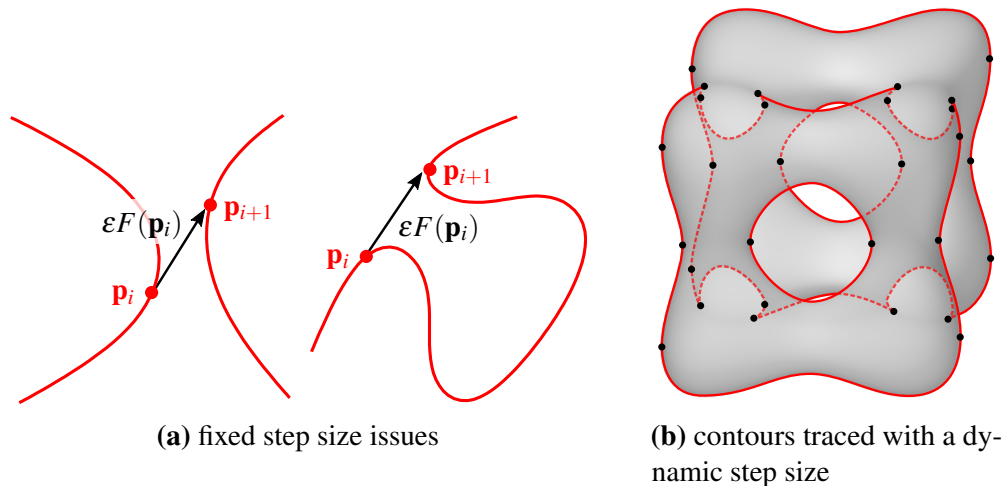 p_{i+1}
εF(p_i)
p_i
p_{i+1}
εF(p_i)
p_i
(a) fixed step size issues
(b) contours traced with a dy-
namic step size